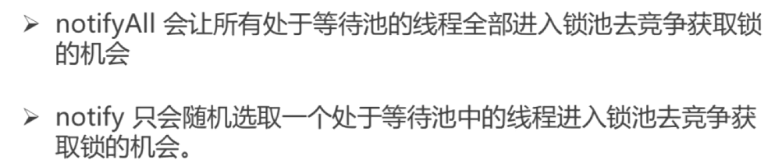 ➢ notifyAll 会让所有处于等待池的线程全部进入锁池去竞争获取锁
的机会
➢ notify 只会随机选取一个处于等待池中的线程进入锁池去竞争获
取锁的机会。